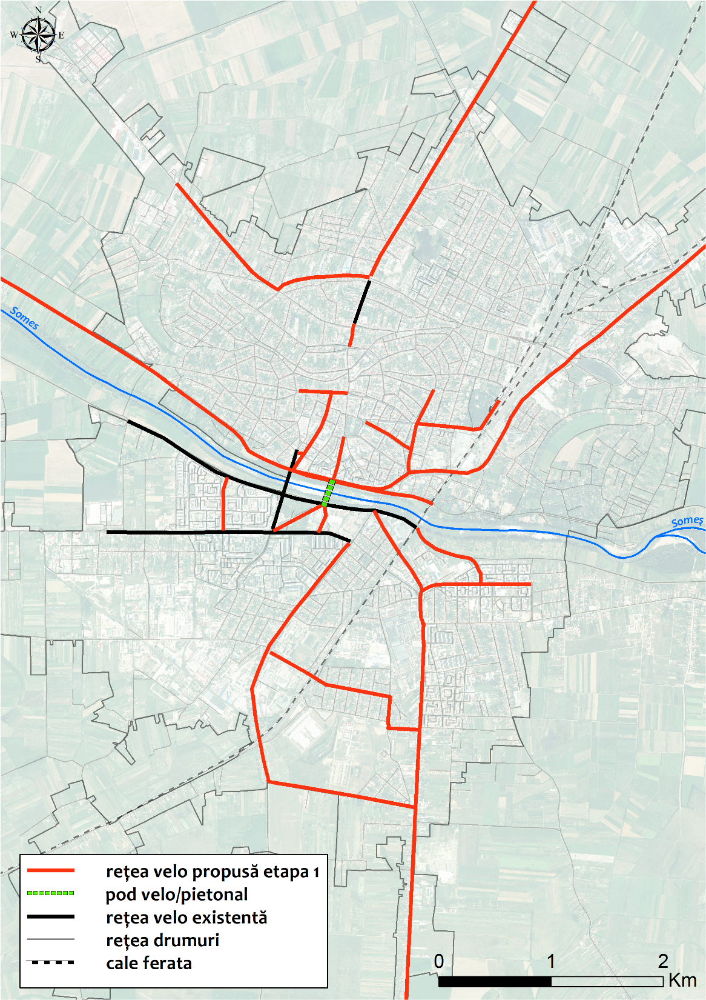 N
W E
S
Someș
Someș
rețea velo propusă etapa 1
pod velo/pietonal
rețea velo existentă
rețea drumuri
cale ferata
0 1 2
Km